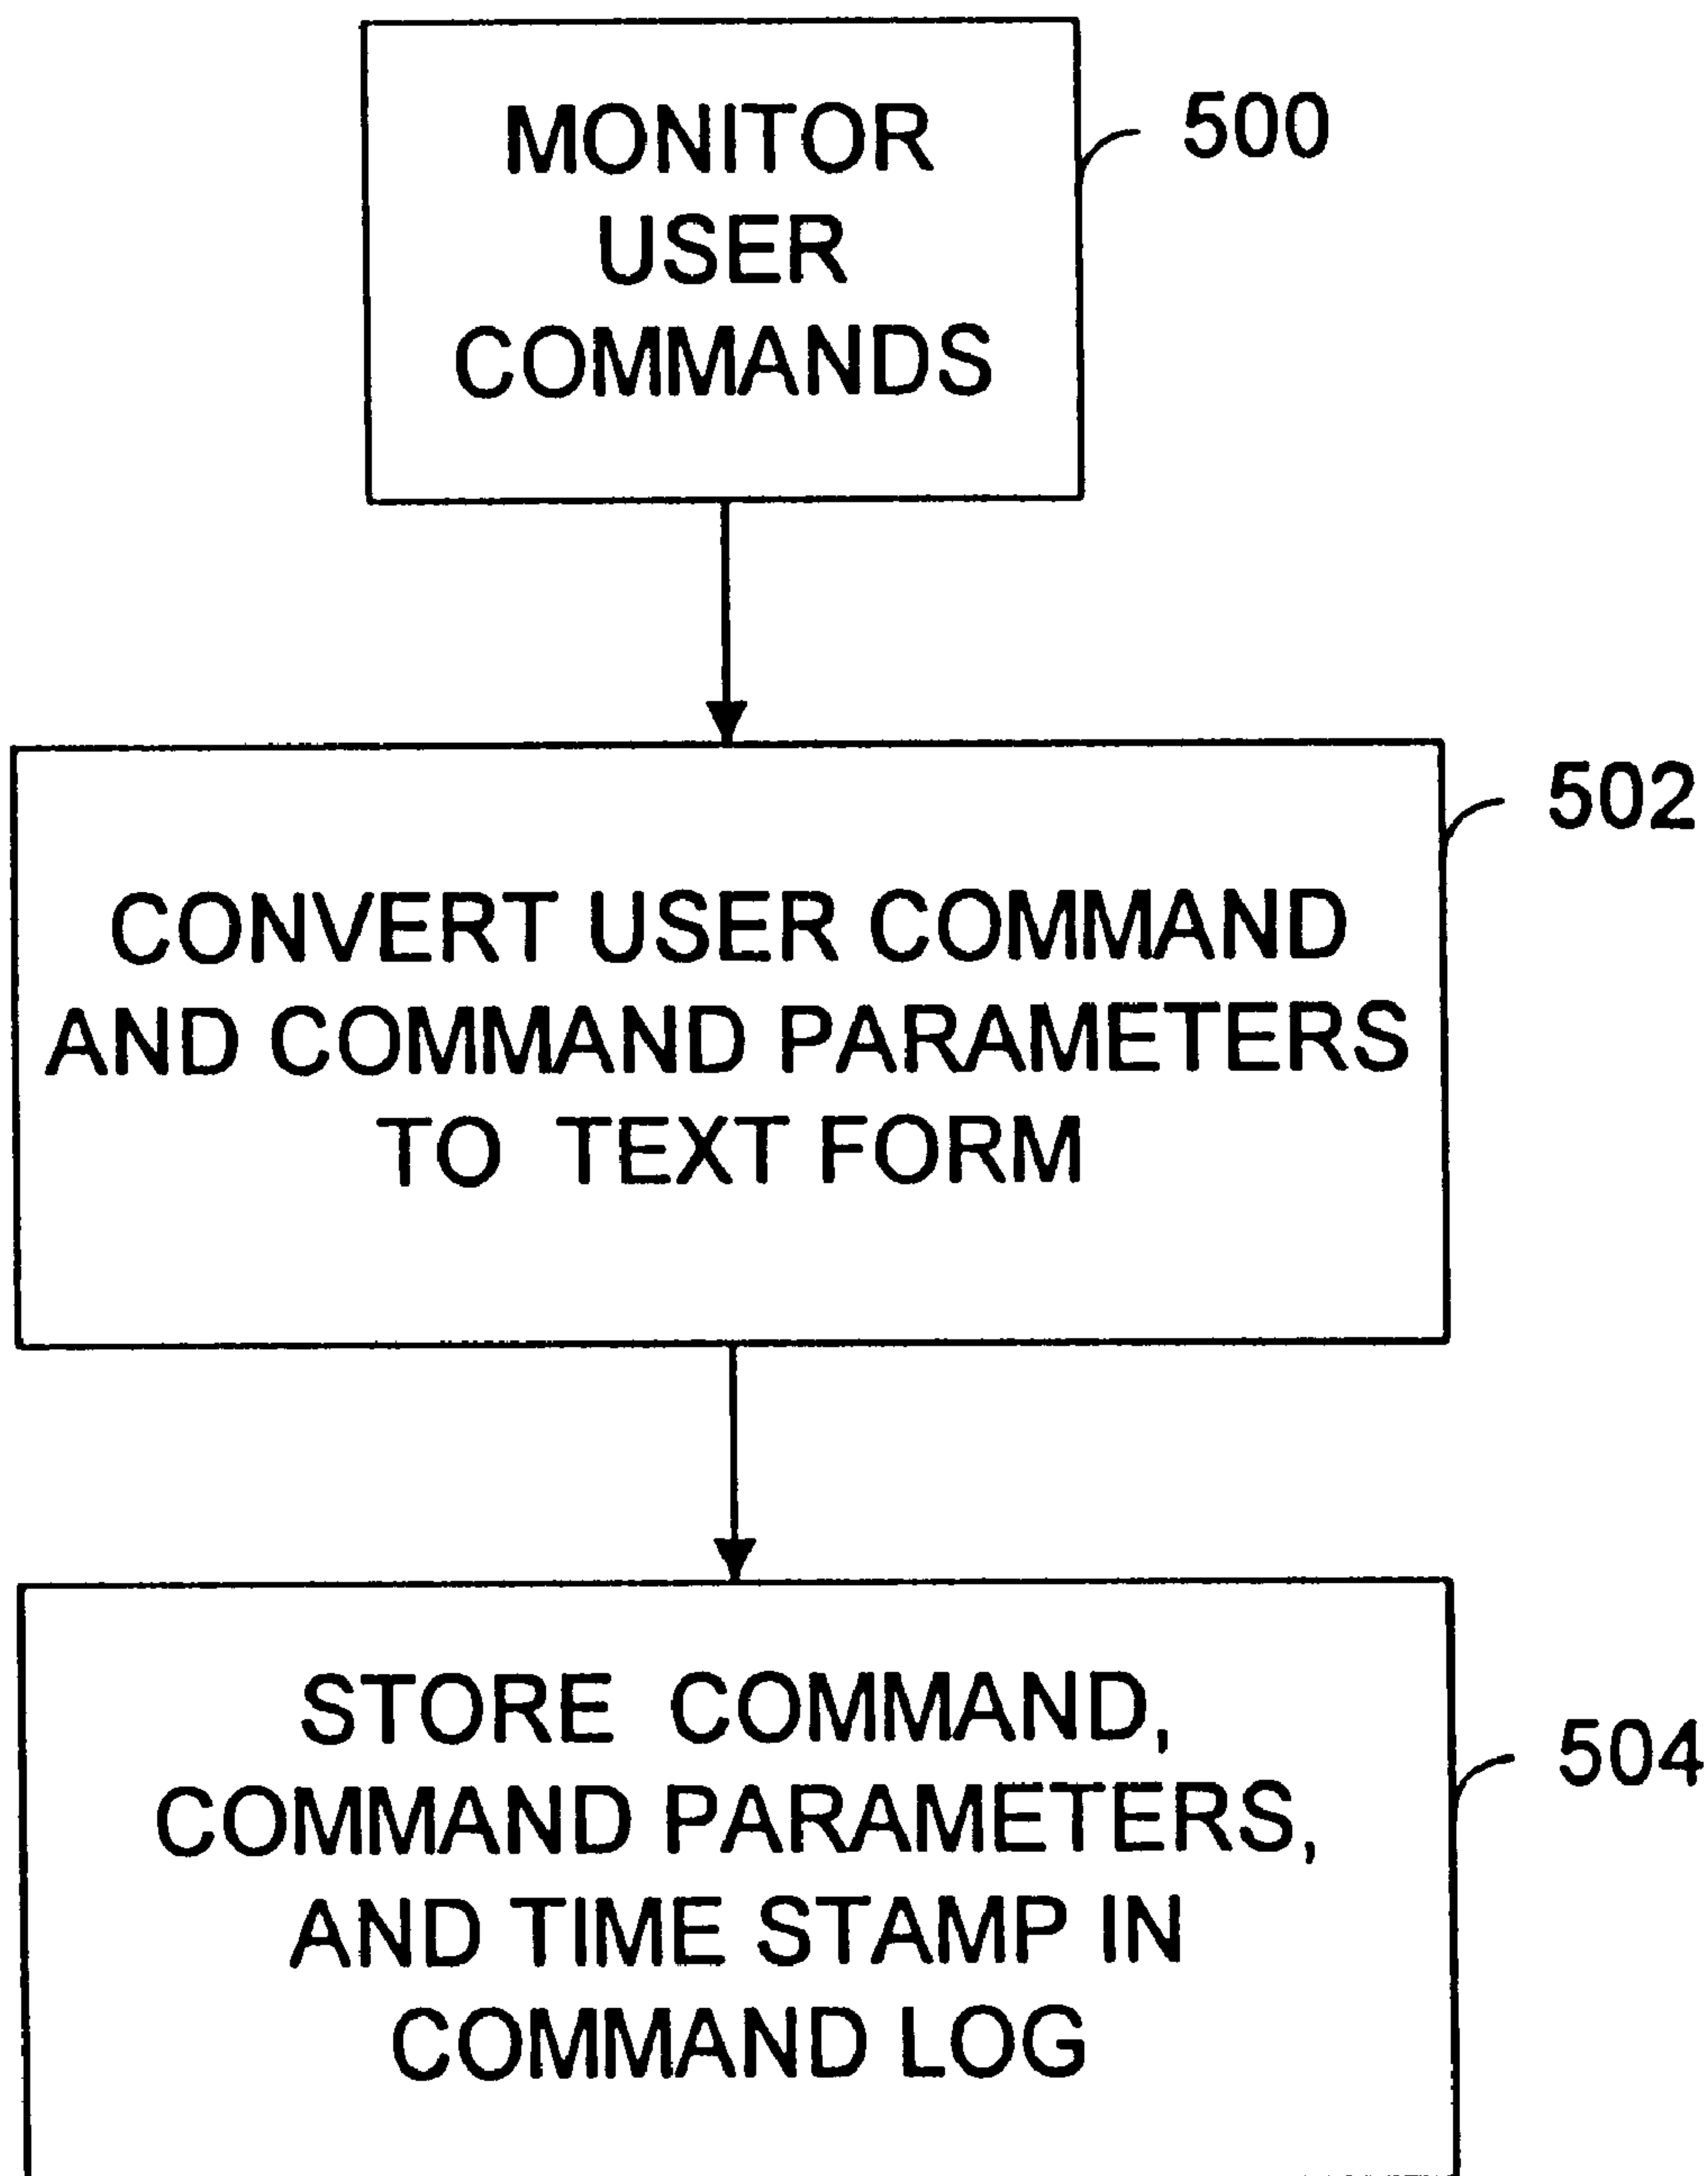 MONITOR
USER
COMMANDS
500
502
CONVERT USER COMMAND
AND COMMAND PARAMETERS
TO TEXT FORM
STORE COMMAND,
504
COMMAND PARAMETERS,
AND TIME STAMP IN
COMMAND LOG